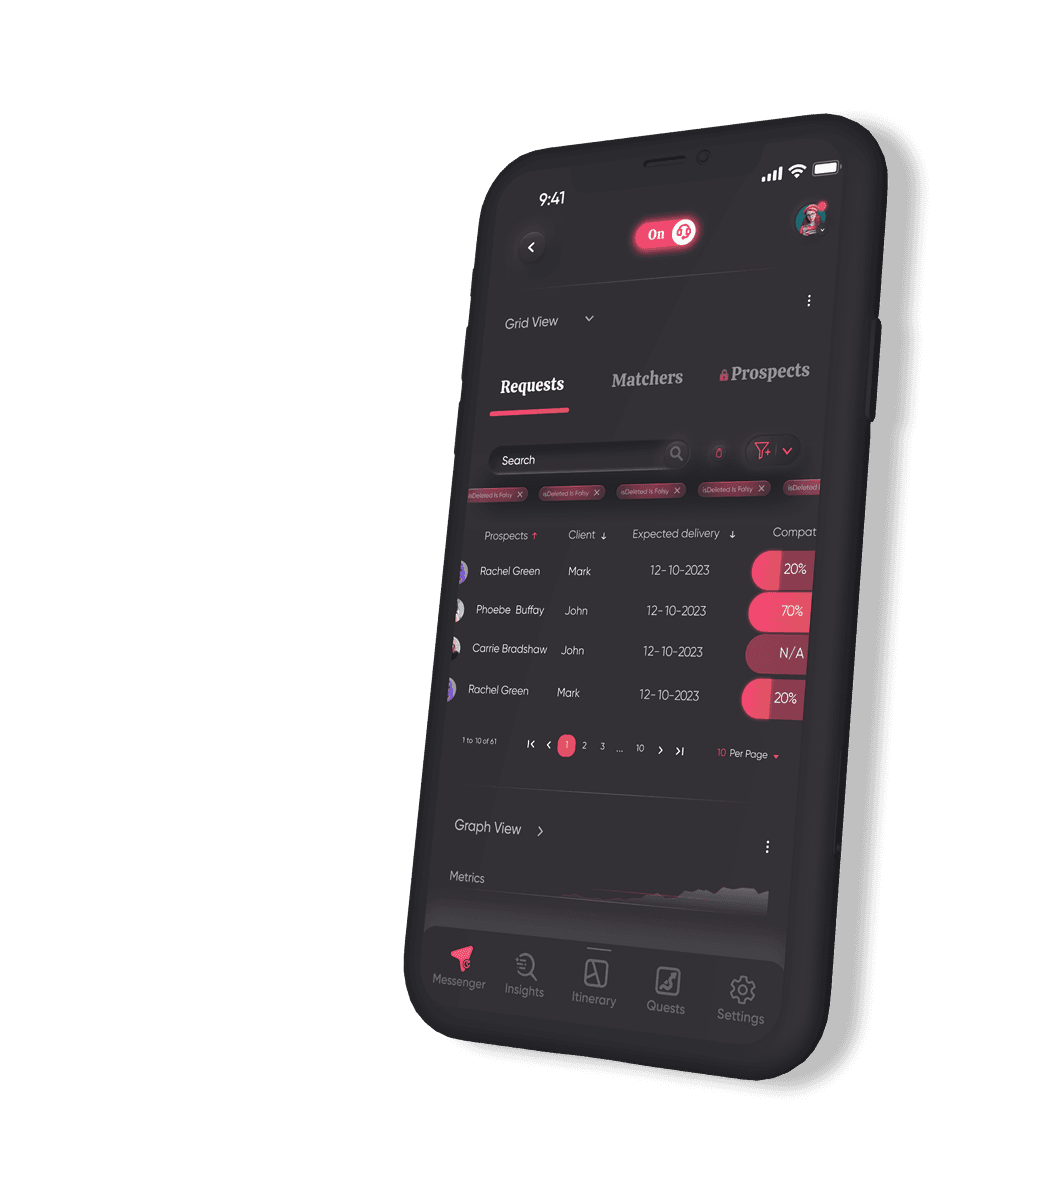 9:41
On
Grid View
Requests Matchers Prospects
Search
isDeleted Is Falsy isDeleted Is Falsy isDeleted Is Falsy isDeleted Is Falsy isDeleted I
Prospects Client Expected delivery Compat
Rachel Green Mark 12-10-2023 20%
Phoebe Buffay John 12-10-2023 70%
Carrie Bradshaw John 12-10-2023 N/A
Rachel Green Mark 12-10-2023 20%
1 to 10 of 61 1 2 3 ... 10 10 Per Page
Graph View
Metrics
Messenger Insights Itinerary Quests Settings